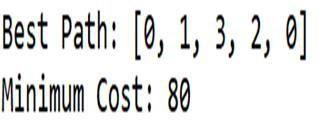 Best Path: [0, 1, 3, 2, 0]
Minimum Cost: 80